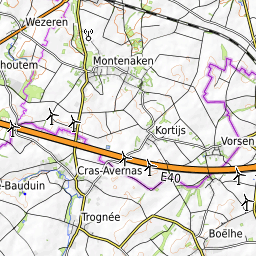 Wezeren
Montenaken
houtem
Kortijs
Vorsen
Cras-Avernas
E40
-Bauduin
Trognée
Boëlhe